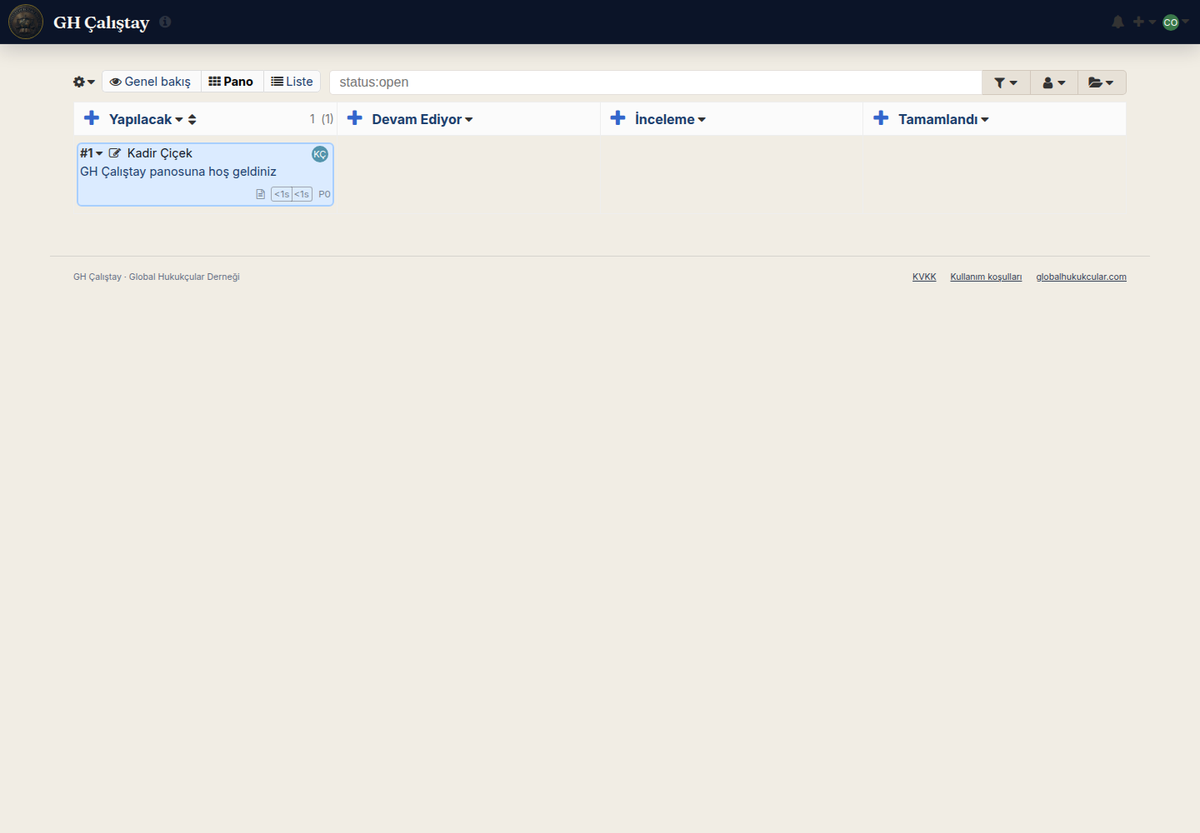 GH Çalıştay
CO
Genel bakış Pano Liste status:open
Yapılacak 1 (1) Devam Ediyor İnceleme Tamamlandı
#1 Kadir Çiçek KÇ
GH Çalıştay panosuna hoş geldiniz
<1s <1s P0
GH Çalıştay · Global Hukukçular Derneği KVKK Kullanım koşulları globalhukukcular.com